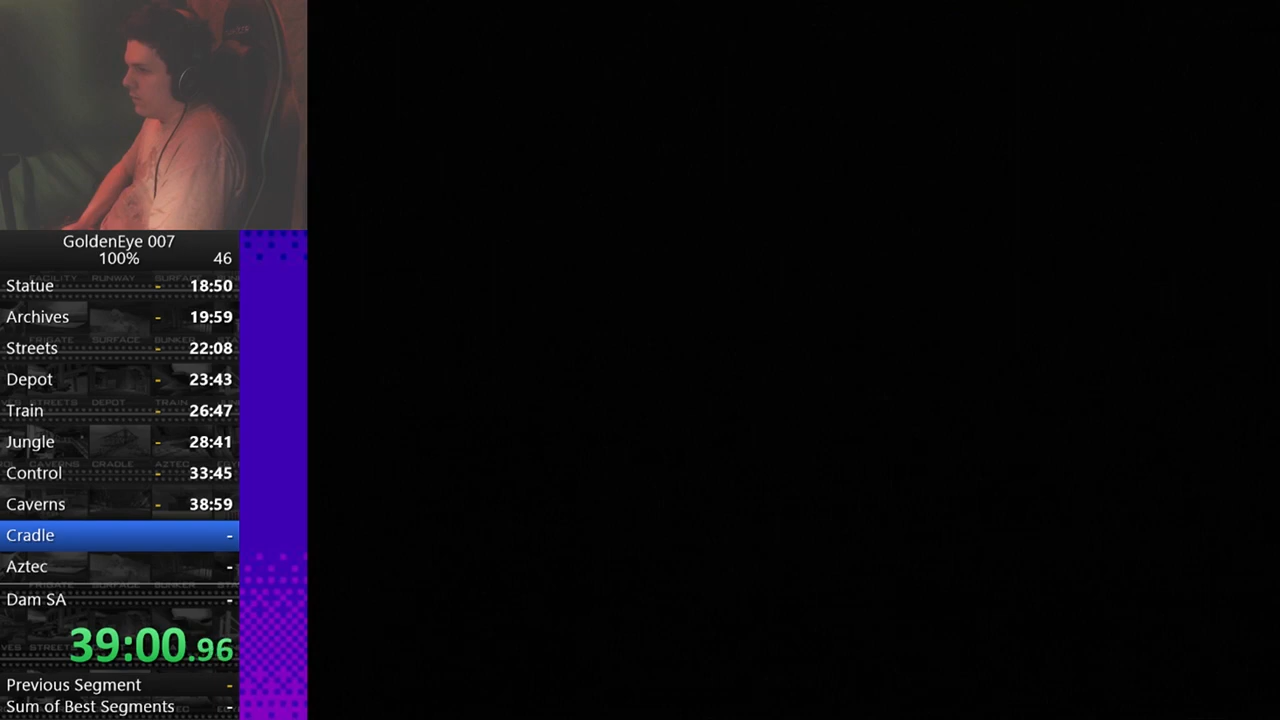 GoldenEye 007
100% 46
Statue - 18:50
Archives - 19:59
Streets - 22:08
Depot - 23:43
Train - 26:47
Jungle - 28:41
Control - 33:45
Caverns - 38:59
Cradle -
Aztec -
Dam SA -
39:00.96
Previous Segment -
Sum of Best Segments -